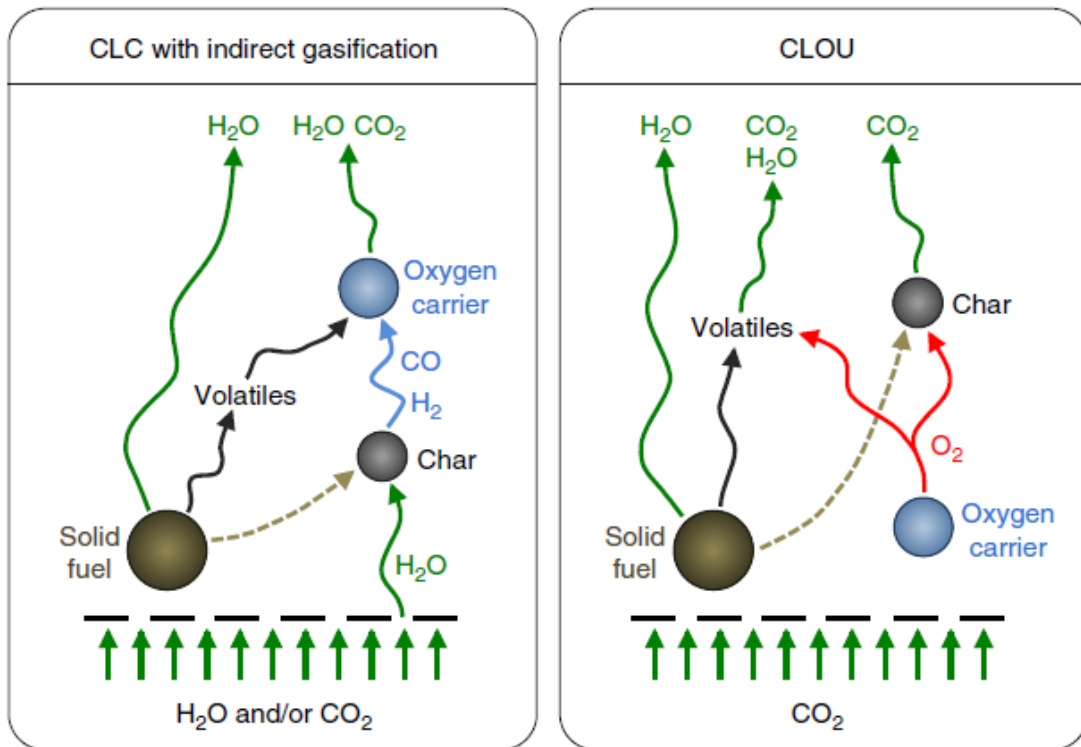 CLC with indirect gasification
H₂O
H₂O CO₂
Oxygen
carrier
CO
Volatiles
H₂
Char
Solid
fuel
H₂O
H₂O and/or CO₂
CLOU
H₂O
CO₂
H₂O
CO₂
Char
Volatiles
O₂
Solid
fuel
Oxygen
carrier
CO₂